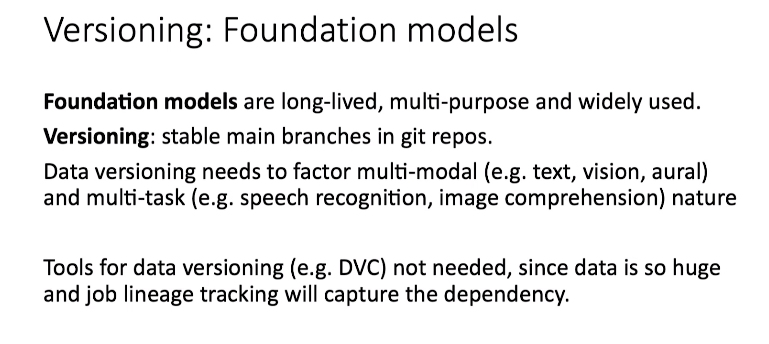 Versioning: Foundation models
Foundation models are long-lived, multi-purpose and widely used.
Versioning: stable main branches in git repos.
Data versioning needs to factor multi-modal (e.g. text, vision, aural)
and multi-task (e.g. speech recognition, image comprehension) nature
Tools for data versioning (e.g. DVC) not needed, since data is so huge
and job lineage tracking will capture the dependency.